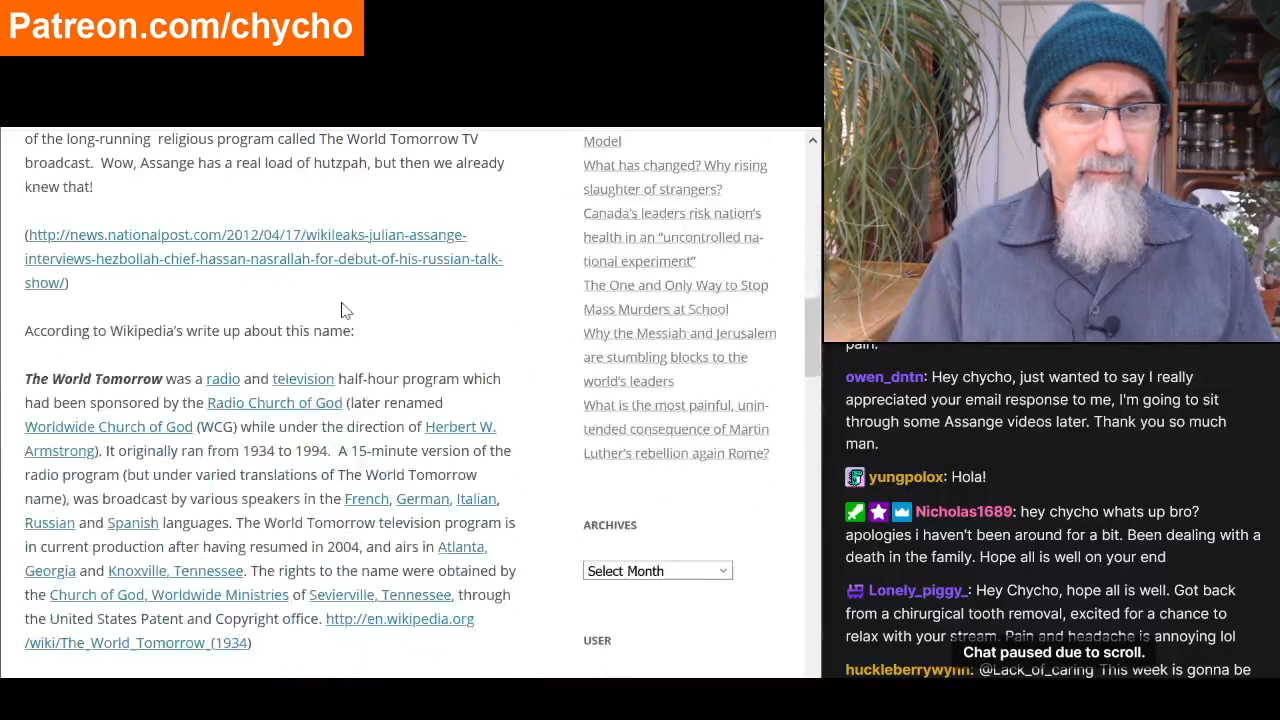 Patreon.com/chycho
of the long-running religious program called The World Tomorrow TV
broadcast. Wow, Assange has a real load of hutzpah, but then we already
knew that!
(http://news.nationalpost.com/2012/04/17/wikileaks-julian-assange-
interviews-hezbollah-chief-hassan-nasrallah-for-debut-of-his-russian-talk-
show/)
According to Wikipedia's write up about this name:
The World Tomorrow was a radio and television half-hour program which
had been sponsored by the Radio Church of God (later renamed
Worldwide Church of God (WCG) while under the direction of Herbert W.
Armstrong). It originally ran from 1934 to 1994. A 15-minute version of the
radio program (but under varied translations of The World Tomorrow
name), was broadcast by various speakers in the French, German, Italian,
Russian and Spanish languages. The World Tomorrow television program is
in current production after having resumed in 2004, and airs in Atlanta,
Georgia and Knoxville, Tennessee. The rights to the name were obtained by
the Church of God, Worldwide Ministries of Sevierville, Tennessee, through
the United States Patent and Copyright office. http://en.wikipedia.org
/wiki/The_World_Tomorrow_(1934)
Model
What has changed? Why rising
slaughter of strangers?
Canada's leaders risk nation's
health in an "uncontrolled na-
tional experiment"
The One and Only Way to Stop
Mass Murders at School
Why the Messiah and Jerusalem
are stumbling blocks to the
world's leaders
What is the most painful, unin-
tended consequence of Martin
Luther's rebellion again Rome?
ARCHIVES
Select Month
USER
pain.
owen_dntn: Hey chycho, just wanted to say I really
appreciated your email response to me, I'm going to sit
through some Assange videos later. Thank you so much
man.
yungpolox: Hola!
Nicholas1689: hey chycho whats up bro?
apologies i haven't been around for a bit. Been dealing with a
death in the family. Hope all is well on your end
Lonely_piggy_: Hey Chycho, hope all is well. Got back
from a chirurgical tooth removal, excited for a chance to
relax with your stream. Pain and headache is annoying lol
Chat paused due to scroll.
huckleberrywynn: @Lack_of_caring This week is gonna be